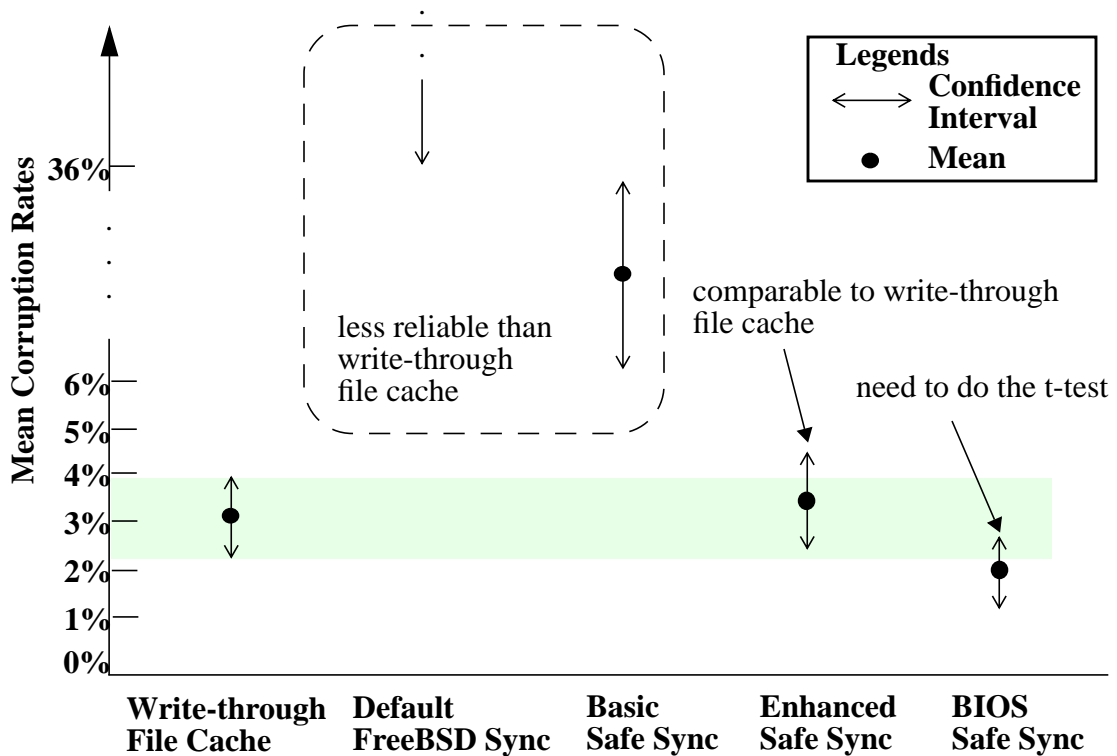 Legends
Confidence
Interval
Mean
Mean Corruption Rates
36%
6%
5%
4%
3%
2%
1%
0%
less reliable than
write-through
file cache
comparable to write-through
file cache
need to do the t-test
Write-through
File Cache
Default
FreeBSD Sync
Basic
Safe Sync
Enhanced
Safe Sync
BIOS
Safe Sync